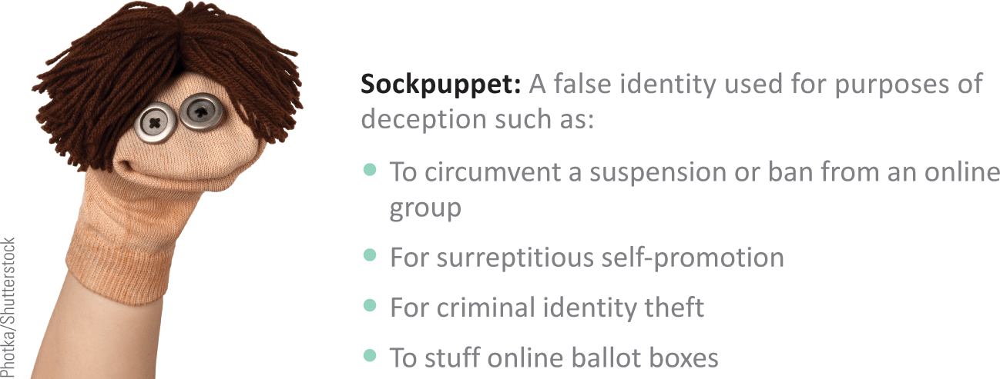 Sockpuppet: A false identity used for purposes of
deception such as:
• To circumvent a suspension or ban from an online
group
• For surreptitious self-promotion
• For criminal identity theft
• To stuff online ballot boxes
Photka/Shutterstock